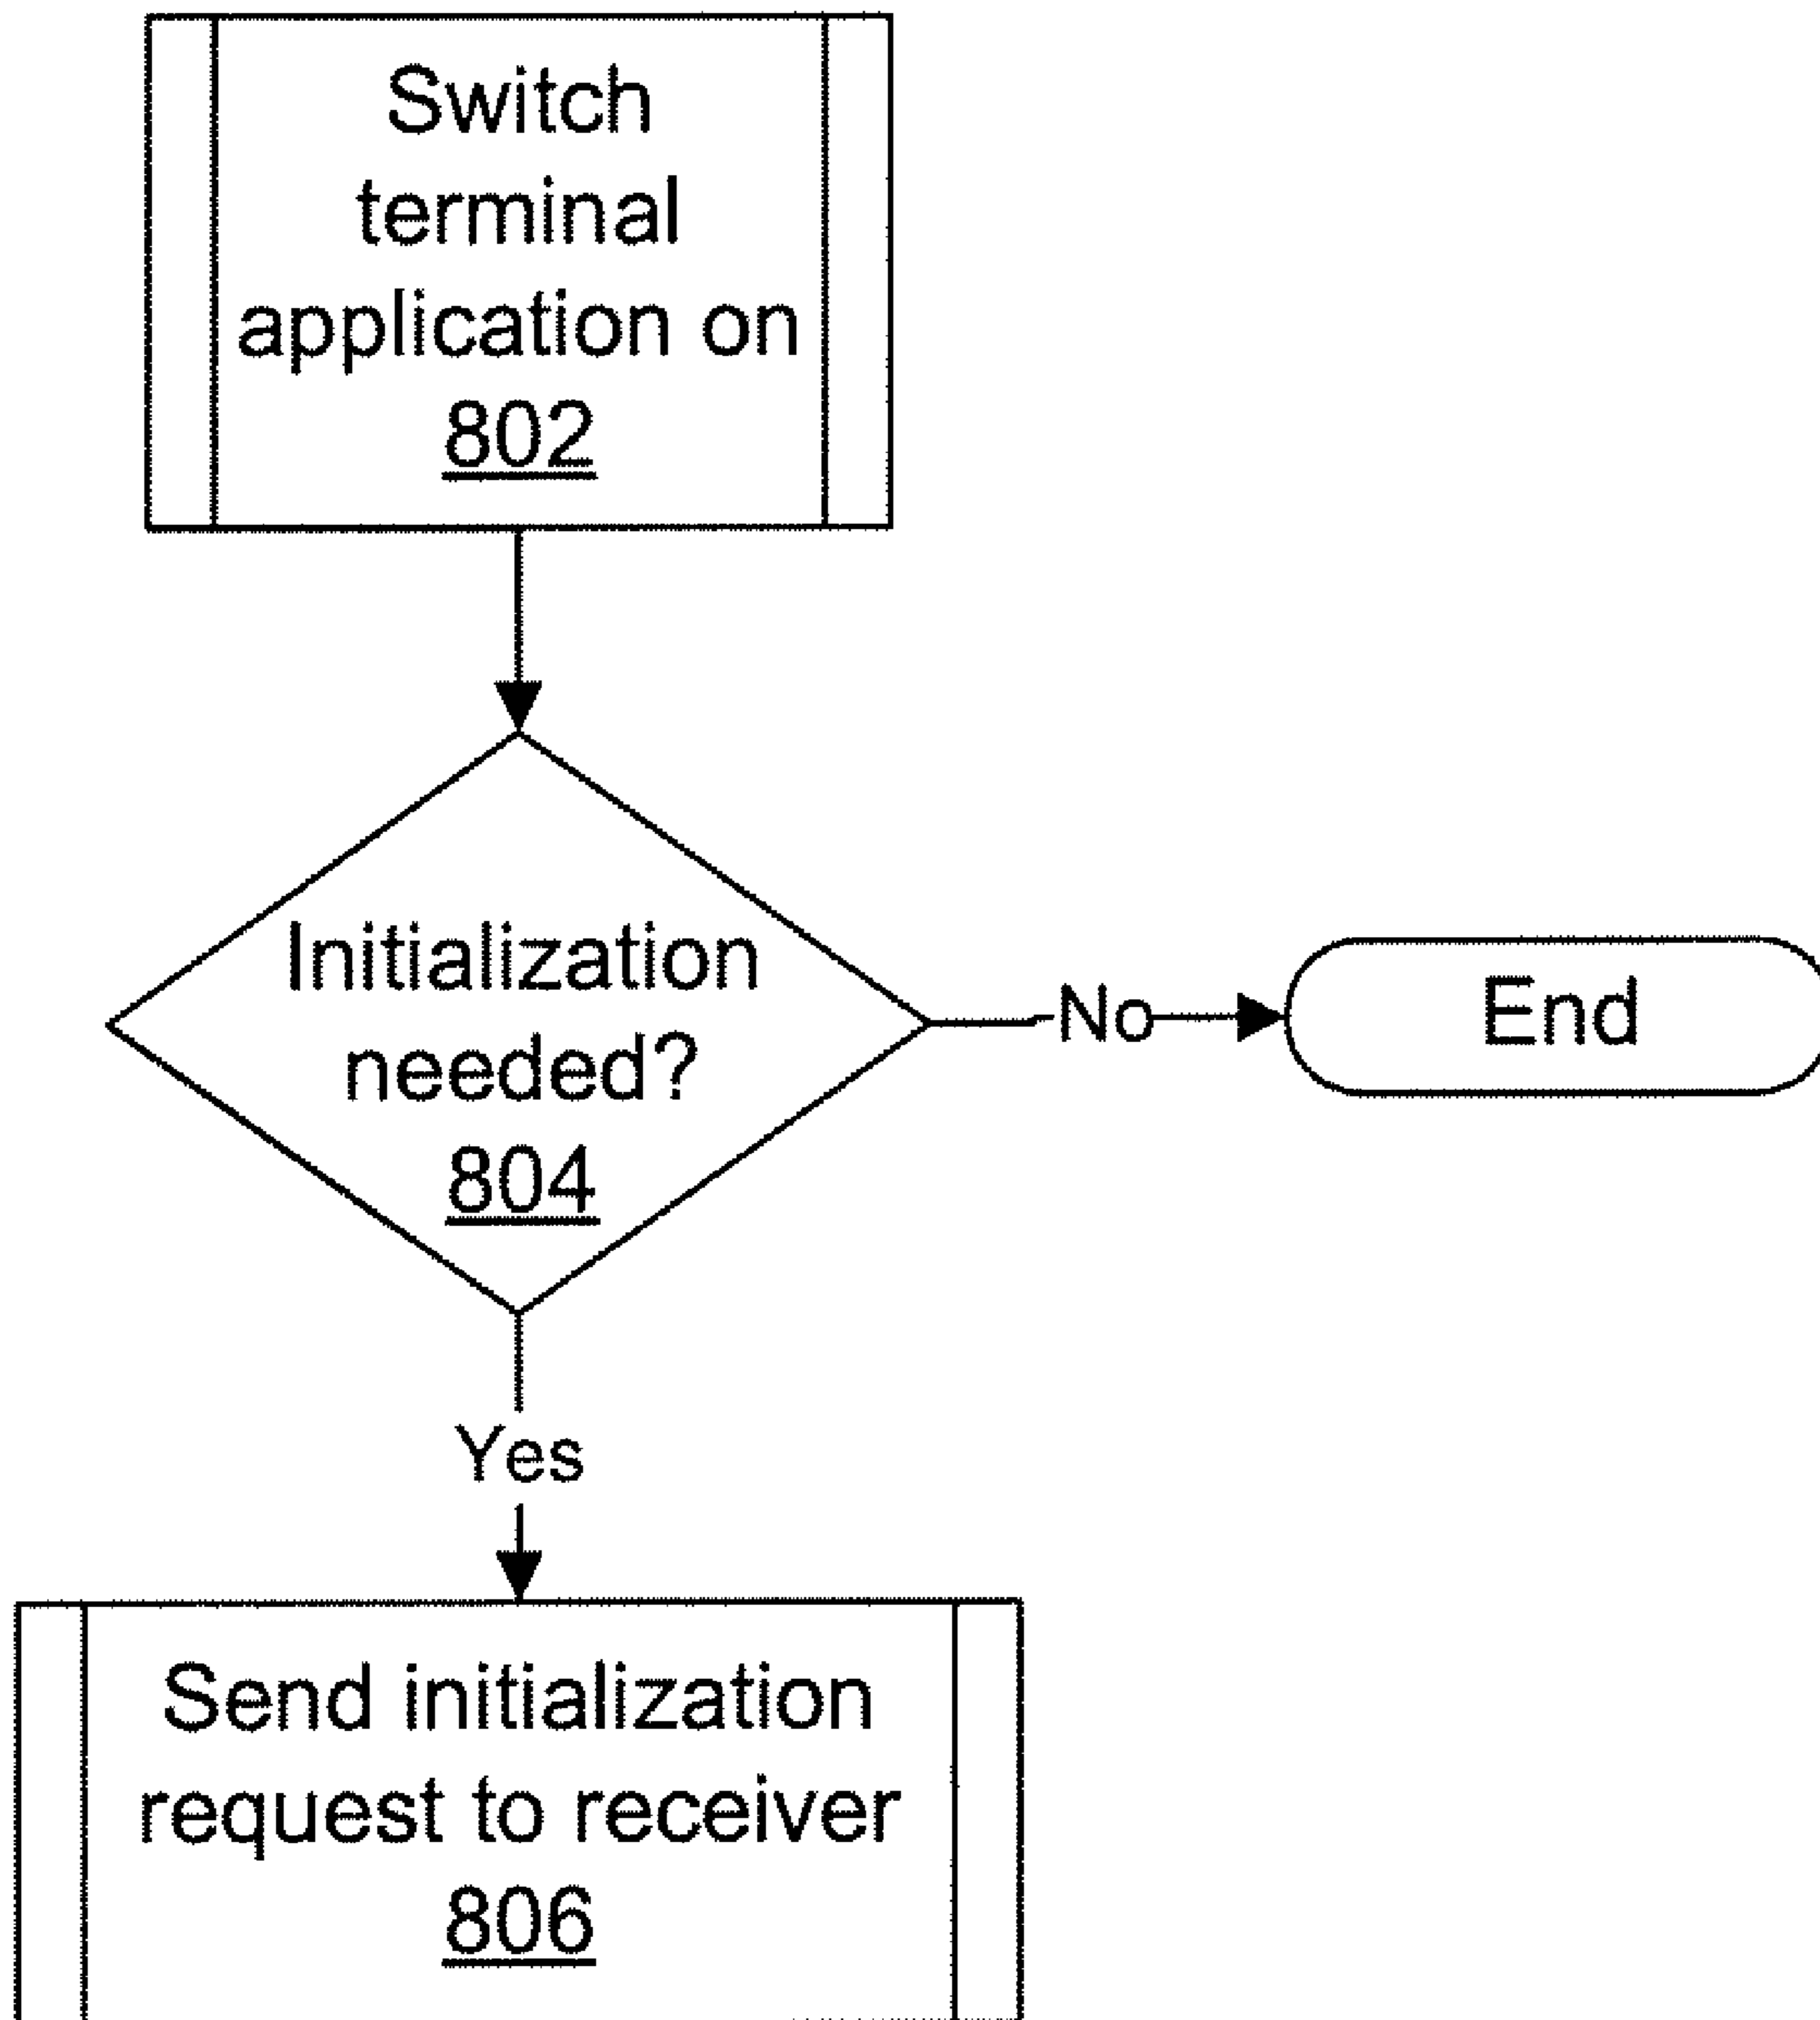 Switch
terminal
application on
802
Initialization
needed?
804
No
End
Yes
Send initialization
request to receiver
806